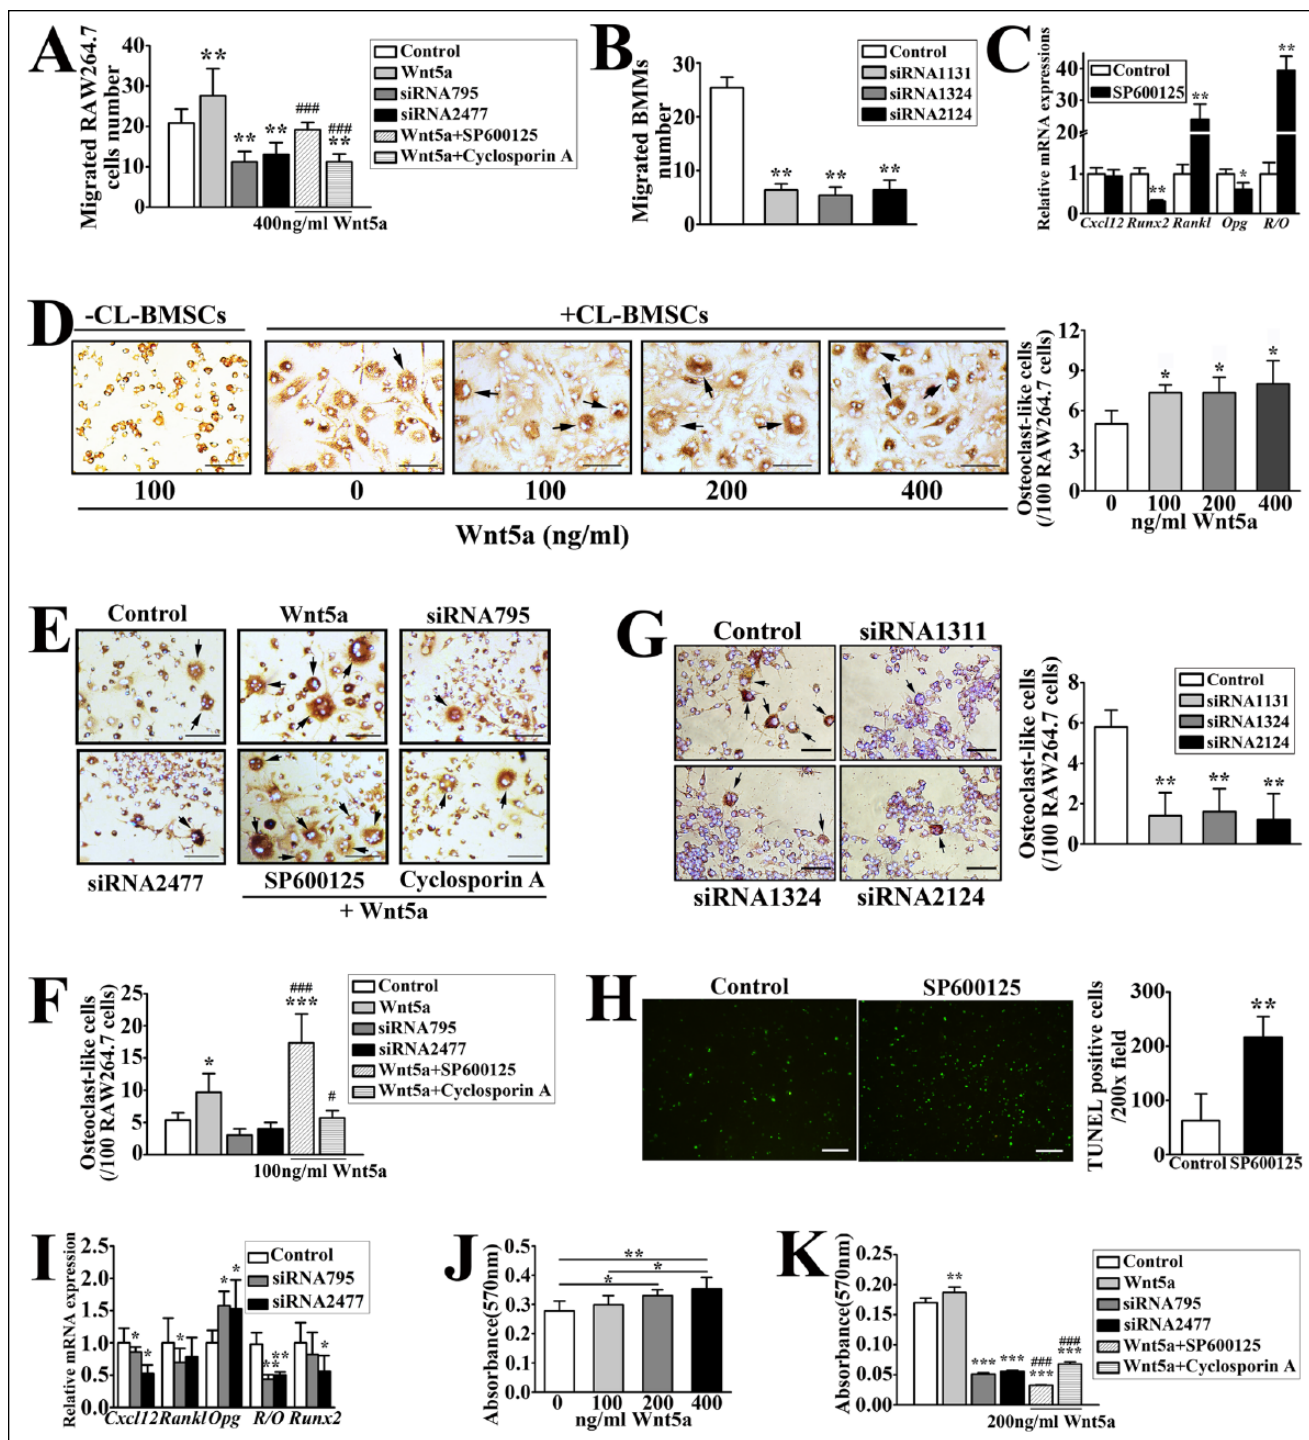 A
Migrated RAW264.7
cells number
40
30
20
10
0
**
**
**
###
###
**
400ng/ml Wnt5a
Control
Wnt5a
siRNA795
siRNA2477
Wnt5a+SP600125
Wnt5a+Cyclosporin A
B
Migrated BMMs
number
30
20
10
0
**
**
**
Control
siRNA1131
siRNA1324
siRNA2124
C
Relative mRNA expressions
40
20
20
1
0
Control
SP600125
**
**
*
**
Cxcl12 Runx2 Rankl Opg R/O
D
-CL-BMSCs
+CL-BMSCs
100
0
100
200
400
Wnt5a (ng/ml)
Osteoclast-like cells
(/100 RAW264.7 cells)
12
9
6
3
0
*
*
*
0 100 200 400
ng/ml Wnt5a
E
Control
Wnt5a
siRNA795
siRNA2477
SP600125
Cyclosporin A
+ Wnt5a
G
Control
siRNA1311
siRNA1324
siRNA2124
Osteoclast-like cells
(/100 RAW264.7 cells)
8
6
4
2
0
**
**
**
Control
siRNA1131
siRNA1324
siRNA2124
F
Osteoclast-like cells
(/100 RAW264.7 cells)
25
20
15
10
5
0
*
###
***
#
100ng/ml Wnt5a
Control
Wnt5a
siRNA795
siRNA2477
Wnt5a+SP600125
Wnt5a+Cyclosporin A
H
Control
SP600125
TUNEL positive cells
/200x field
300
200
100
0
**
Control SP600125
I
Relative mRNA expression
2.5
2.0
1.5
1.0
0.5
0.0
Control
siRNA795
siRNA2477
*
*
*
*
*
**
**
*
Cxcl12 Rankl Opg R/O Runx2
J
Absorbance(570nm)
0.5
0.4
0.3
0.2
0.1
0.0
**
*
*
0 100 200 400
ng/ml Wnt5a
K
Absorbance(570nm)
0.20
0.15
0.10
0.05
0.00
0.25
**
***
***
###
***
###
***
200ng/ml Wnt5a
Control
Wnt5a
siRNA795
siRNA2477
Wnt5a+SP600125
Wnt5a+Cyclosporin A